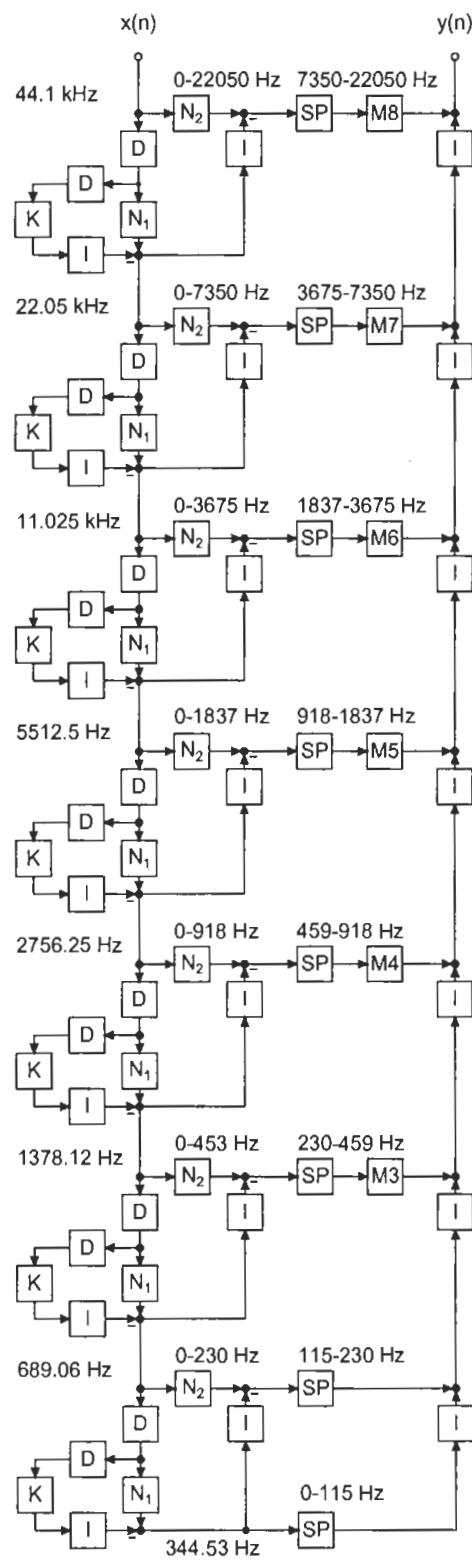 x(n) y(n)
44.1 kHz 0-22050 Hz 7350-22050 Hz
N₂ SP M8
D I I
D
K N₁
I
22.05 kHz 0-7350 Hz 3675-7350 Hz
N₂ SP M7
D I I
D
K N₁
I
11.025 kHz 0-3675 Hz 1837-3675 Hz
N₂ SP M6
D I I
D
K N₁
I
5512.5 Hz 0-1837 Hz 918-1837 Hz
N₂ SP M5
D I I
D
K N₁
I
2756.25 Hz 0-918 Hz 459-918 Hz
N₂ SP M4
D I I
D
K N₁
I
1378.12 Hz 0-453 Hz 230-459 Hz
N₂ SP M3
D I I
D
K N₁
I
689.06 Hz 0-230 Hz 115-230 Hz
N₂ SP
D I I
D
K N₁ 0-115 Hz
I SP
344.53 Hz